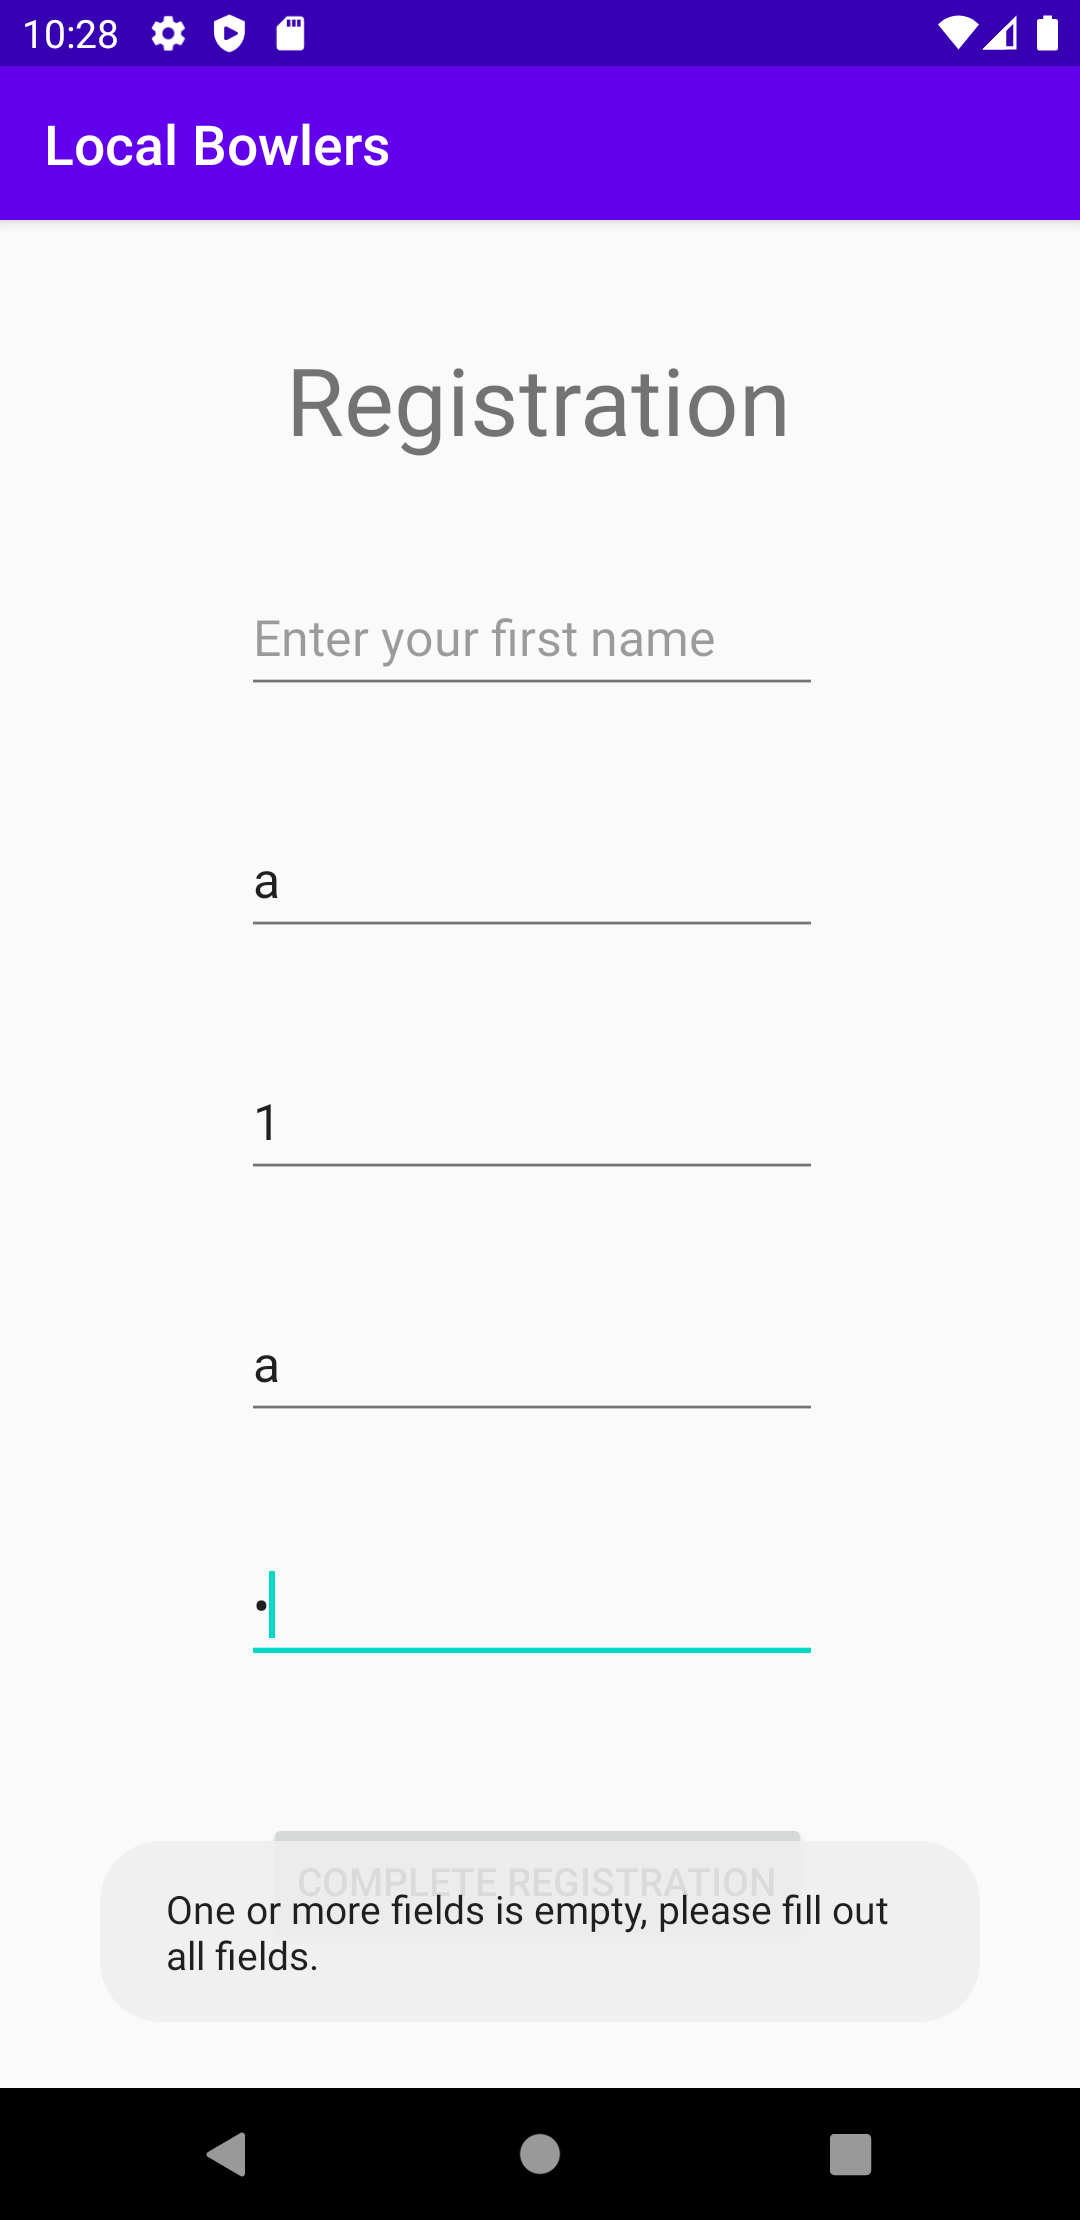 10:28
Local Bowlers
Registration
Enter your first name
a
1
a
•
COMPLETE REGISTRATION
One or more fields is empty, please fill out
all fields.